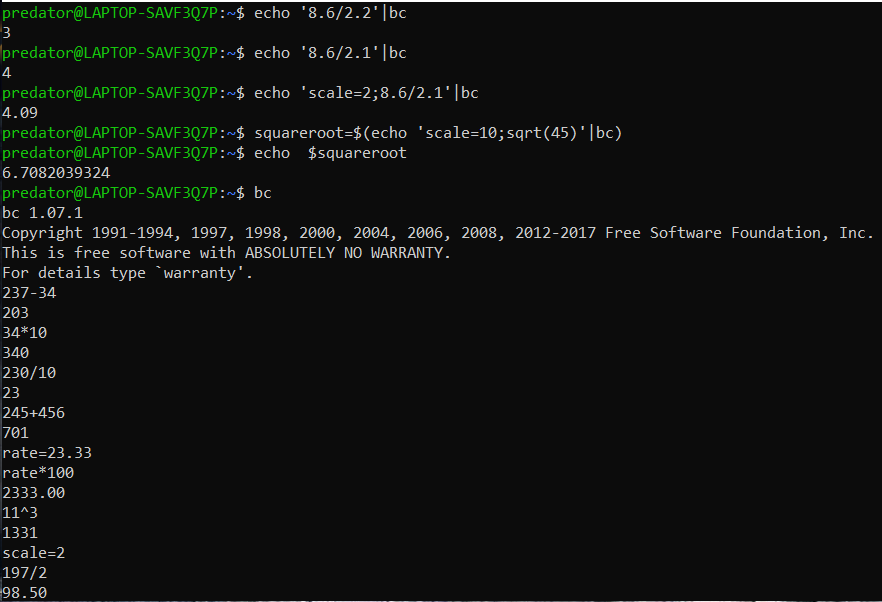 predator@LAPTOP-SAVF3Q7P:~$ echo '8.6/2.2'|bc
3
predator@LAPTOP-SAVF3Q7P:~$ echo '8.6/2.1'|bc
4
predator@LAPTOP-SAVF3Q7P:~$ echo 'scale=2;8.6/2.1'|bc
4.09
predator@LAPTOP-SAVF3Q7P:~$ squareroot=$(echo 'scale=10;sqrt(45)'|bc)
predator@LAPTOP-SAVF3Q7P:~$ echo  $squareroot
6.7082039324
predator@LAPTOP-SAVF3Q7P:~$ bc
bc 1.07.1
Copyright 1991-1994, 1997, 1998, 2000, 2004, 2006, 2008, 2012-2017 Free Software Foundation, Inc.
This is free software with ABSOLUTELY NO WARRANTY.
For details type `warranty'.
237-34
203
34*10
340
230/10
23
245+456
701
rate=23.33
rate*100
2333.00
11^3
1331
scale=2
197/2
98.50